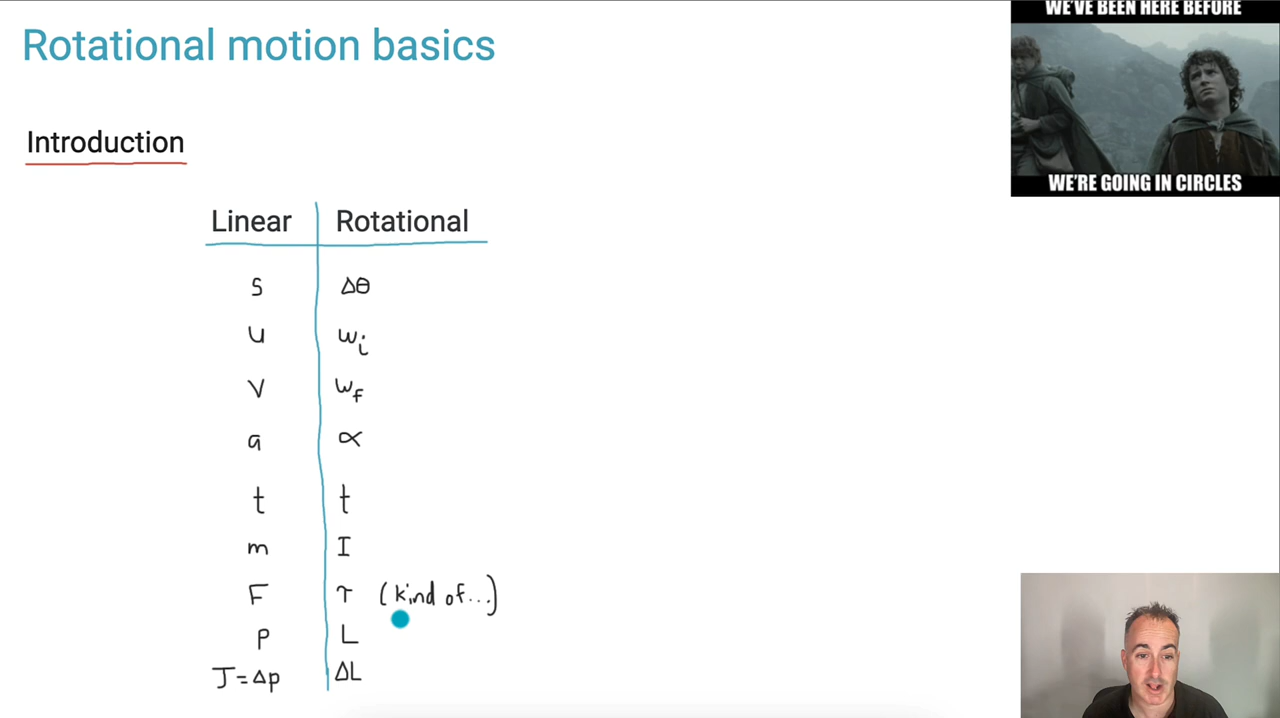 WE'VE BEEN HERE BEFORE
WE'RE GOING IN CIRCLES
Rotational motion basics
Introduction
Linear Rotational
s Δθ
u ωi
v ωf
a α
t t
m I
F τ (kind of...)
p L
J=Δp ΔL